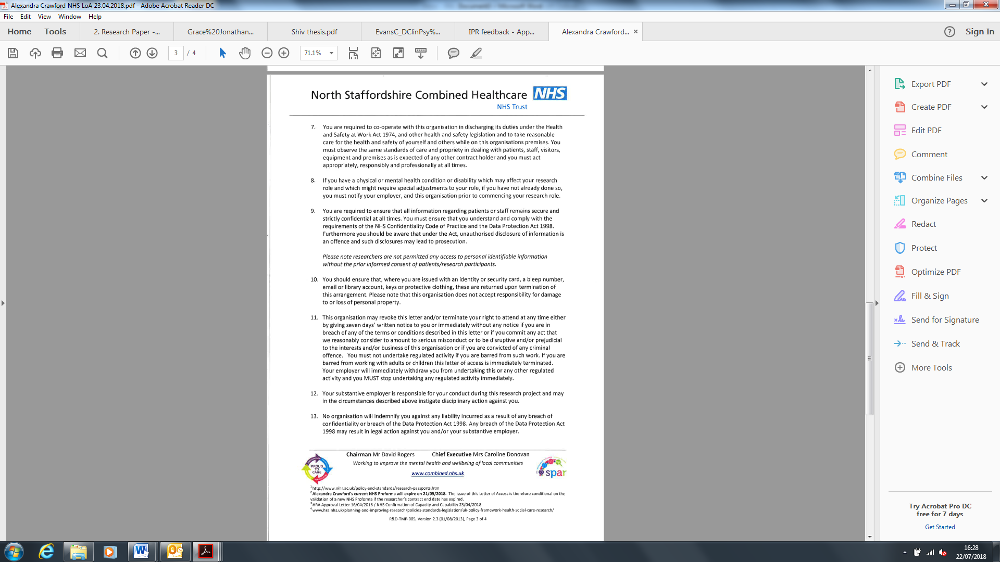 Alexandra Crawford NHS LoA 23.04.2018.pdf - Adobe Acrobat Reader DC
File Edit View Window Help
Home Tools 2. Research Paper -... Grace%20Jonathan... Shiv thesis.pdf EvansC_DClinPsy%... IPR feedback - App... Alexandra Crawford... Sign In
3 / 4 71.1%
North Staffordshire Combined Healthcare NHS
NHS Trust
7. You are required to co-operate with this organisation in discharging its duties under the Health
and Safety at Work Act 1974, and other health and safety legislation and to take reasonable
care for the health and safety of yourself and others while on this organisations premises. You
must observe the same standards of care and propriety in dealing with patients, staff, visitors,
equipment and premises as is expected of any other contract holder and you must act
appropriately, responsibly and professionally at all times.
8. If you have a physical or mental health condition or disability which may affect your research
role and which might require special adjustments to your role, if you have not already done so,
you must notify your employer, and this organisation prior to commencing your research role.
9. You are required to ensure that all information regarding patients or staff remains secure and
strictly confidential at all times. You must ensure that you understand and comply with the
requirements of the NHS Confidentiality Code of Practice and the Data Protection Act 1998.
Furthermore you should be aware that under the Act, unauthorised disclosure of information is
an offence and such disclosures may lead to prosecution.
Please note researchers are not permitted any access to personal identifiable information
without the prior informed consent of patients/research participants.
10. You should ensure that, where you are issued with an identity or security card, a bleep number,
email or library account, keys or protective clothing, these are returned upon termination of
this arrangement. Please note that this organisation does not accept responsibility for damage
to or loss of personal property.
11. This organisation may revoke this letter and/or terminate your right to attend at any time either
by giving seven days' written notice to you or immediately without any notice if you are in
breach of any of the terms or conditions described in this letter or if you commit any act that
we reasonably consider to amount to serious misconduct or to be disruptive and/or prejudicial
to the interests and/or business of this organisation or if you are convicted of any criminal
offence. You must not undertake regulated activity if you are barred from such work. If you are
barred from working with adults or children this letter of access is immediately terminated.
Your employer will immediately withdraw you from undertaking this or any other regulated
activity and you MUST stop undertaking any regulated activity immediately.
12. Your substantive employer is responsible for your conduct during this research project and may
in the circumstances described above instigate disciplinary action against you.
13. No organisation will indemnify you against any liability incurred as a result of any breach of
confidentiality or breach of the Data Protection Act 1998. Any breach of the Data Protection Act
1998 may result in legal action against you and/or your substantive employer.
Chairman Mr David Rogers Chief Executive Mrs Caroline Donovan
Working to improve the mental health and wellbeing of local communities
www.combined.nhs.uk
PROUD
TO
CARE
spar
1 http://www.nihr.ac.uk/policy-and-standards/research-passports.htm
2 Alexandra Crawford's current NHS Proforma will expire on 21/09/2018. The issue of this Letter of Access is therefore conditional on the
validation of a new NHS Proforma if the researcher's contract end date has expired.
3 HRA Approval Letter 16/04/2018 / NHS Confirmation of Capacity and Capability 23/04/2018
4 www.hra.nhs.uk/planning-and-improving-research/policies-standards-legislation/uk-policy-framework-health-social-care-research/
R&D-TMP-005, Version 2.3 (01/08/2013), Page 3 of 4
Export PDF
Create PDF
Edit PDF
Comment
Combine Files
Organize Pages
Redact
Protect
Optimize PDF
Fill & Sign
Send for Signature
Send & Track
More Tools
Try Acrobat Pro DC
free for 7 days
Get Started
16:28
22/07/2018